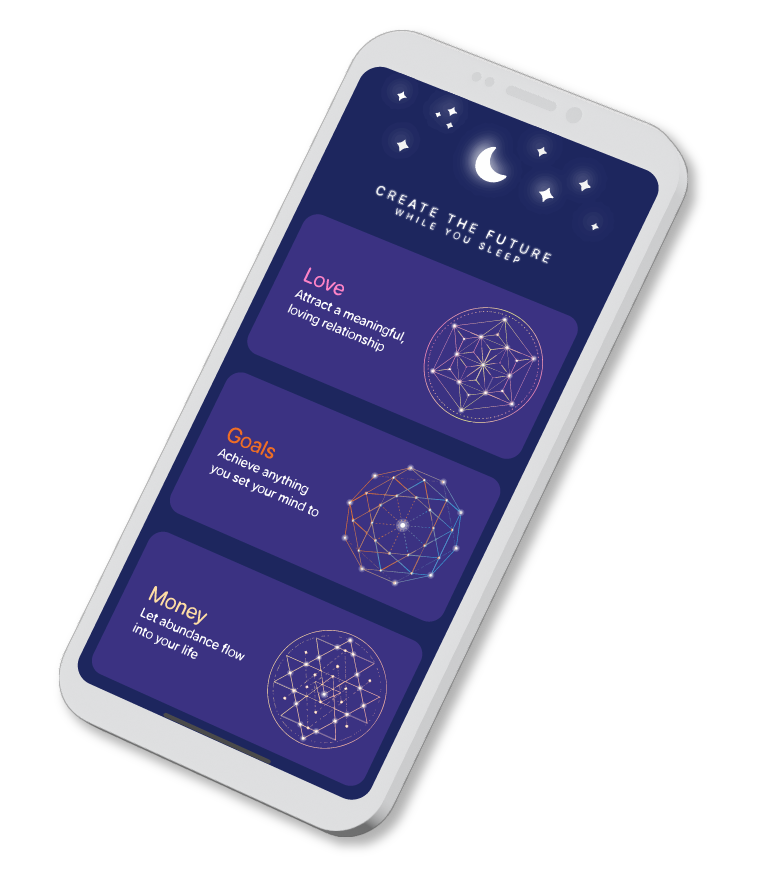 CREATE THE FUTURE
WHILE YOU SLEEP
Love
Attract a meaningful,
loving relationship
Goals
Achieve anything
you set your mind to
Money
Let abundance flow
into your life